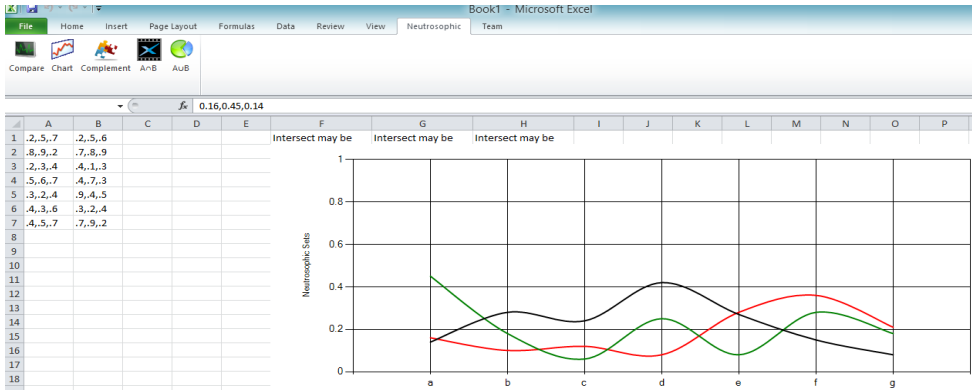 Book1 - Microsoft Excel
File Home Insert Page Layout Formulas Data Review View Neutrosophic Team
Compare Chart Complement A∩B A∪B
fx 0.16,0.45,0.14
A B C D E F G H I J K L M N O P
1 .2,.5,.7 .2,.5,.6 Intersect may be Intersect may be Intersect may be
2 .8,.9,.2 .7,.8,.9
3 .2,.3,.4 .4,.1,.3
4 .5,.6,.7 .4,.7,.3
5 .3,.2,.4 .9,.4,.5
6 .4,.3,.6 .3,.2,.4
7 .4,.5,.7 .7,.9,.2
8
9
10
11
12
13
14
15
16
17
18
1
0.8
0.6
0.4
0.2
0
Neutrosophic Sets
a b c d e f g